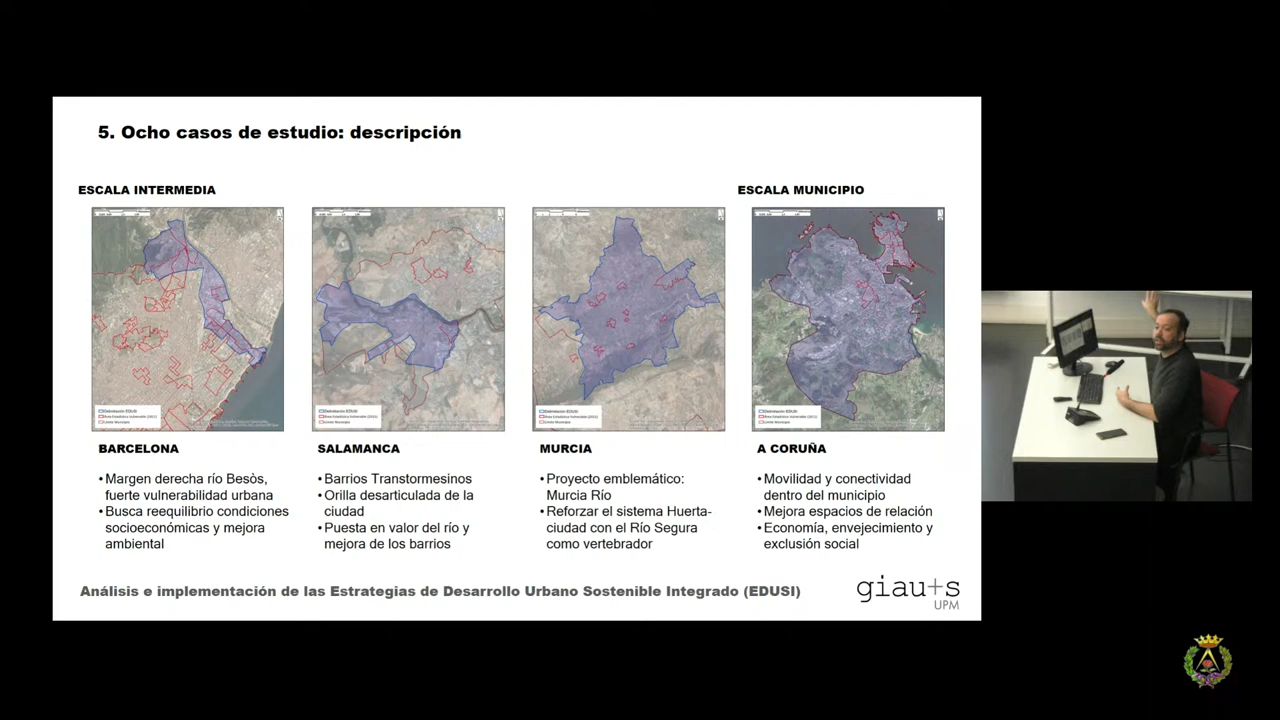 5. Ocho casos de estudio: descripción
ESCALA INTERMEDIA
ESCALA MUNICIPIO
BARCELONA
• Margen derecha río Besòs,
fuerte vulnerabilidad urbana
• Busca reequilibrio condiciones
socioeconómicas y mejora
ambiental
SALAMANCA
• Barrios Transtormesinos
• Orilla desarticulada de la
ciudad
• Puesta en valor del río y
mejora de los barrios
MURCIA
• Proyecto emblemático:
Murcia Río
• Reforzar el sistema Huerta-
ciudad con el Río Segura
como vertebrador
A CORUÑA
• Movilidad y conectividad
dentro del municipio
• Mejora espacios de relación
• Economía, envejecimiento y
exclusión social
Análisis e implementación de las Estrategias de Desarrollo Urbano Sostenible Integrado (EDUSI)
giau+s
UPM